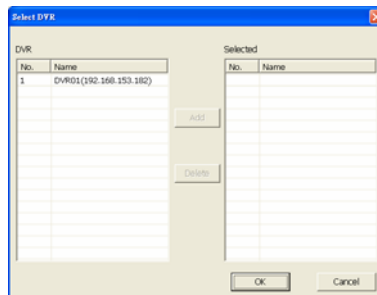 Select DVR
DVR
Selected
No. Name
No. Name
1 DVR01(192.168.153.182)
Add
Delete
OK Cancel